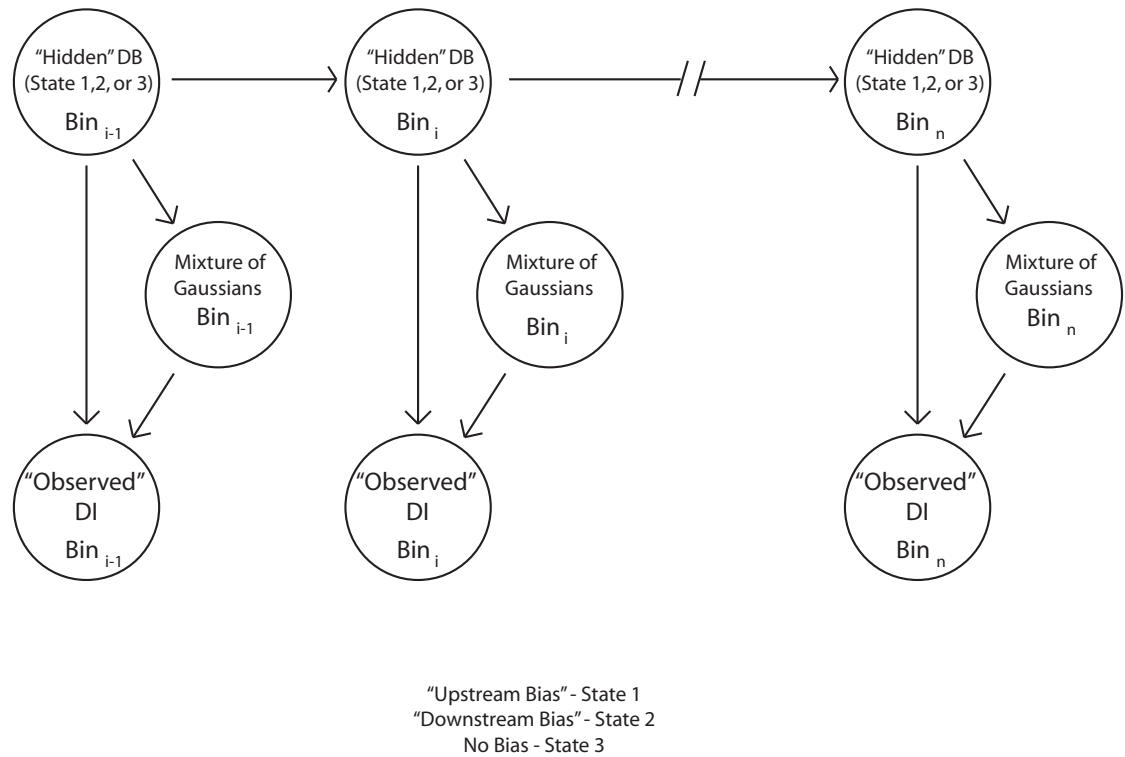 “Hidden” DB
(State 1,2, or 3)
Bin i-1
“Hidden” DB
(State 1,2, or 3)
Bin i
“Hidden” DB
(State 1,2, or 3)
Bin n
Mixture of
Gaussians
Bin i-1
Mixture of
Gaussians
Bin i
Mixture of
Gaussians
Bin n
“Observed”
DI
Bin i-1
“Observed”
DI
Bin i
“Observed”
DI
Bin n
“Upstream Bias” - State 1
“Downstream Bias” - State 2
No Bias - State 3